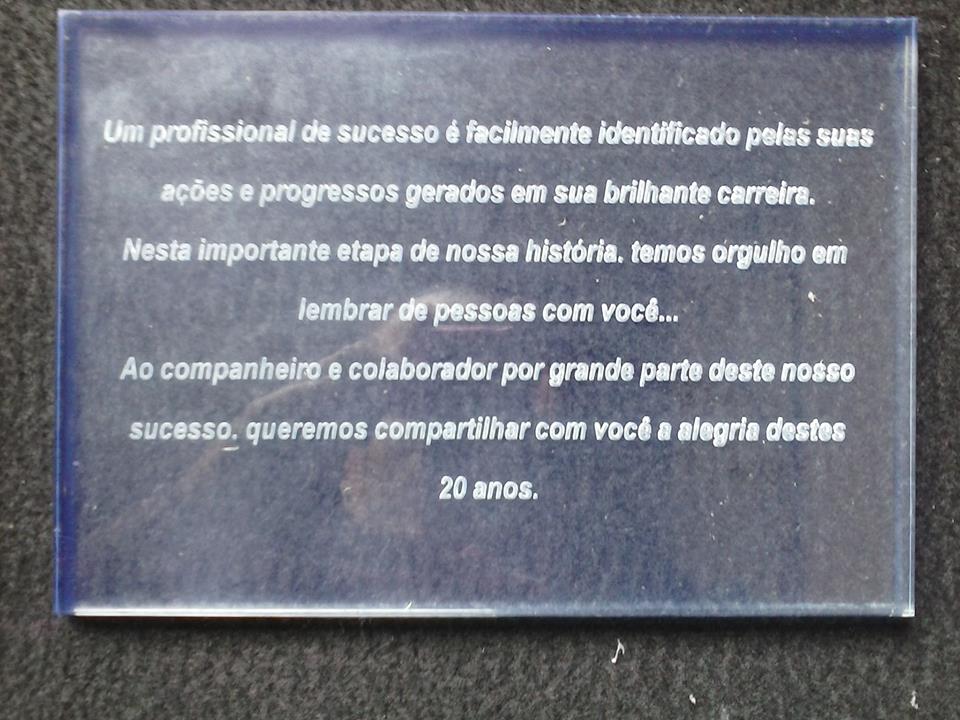 Um profissional de sucesso é facilmente identificado pelas suas
ações e progressos gerados em sua brilhante carreira.
Nesta importante etapa de nossa história, temos orgulho em
lembrar de pessoas com você...
Ao companheiro e colaborador por grande parte deste nosso
sucesso, queremos compartilhar com você a alegria destes
20 anos.